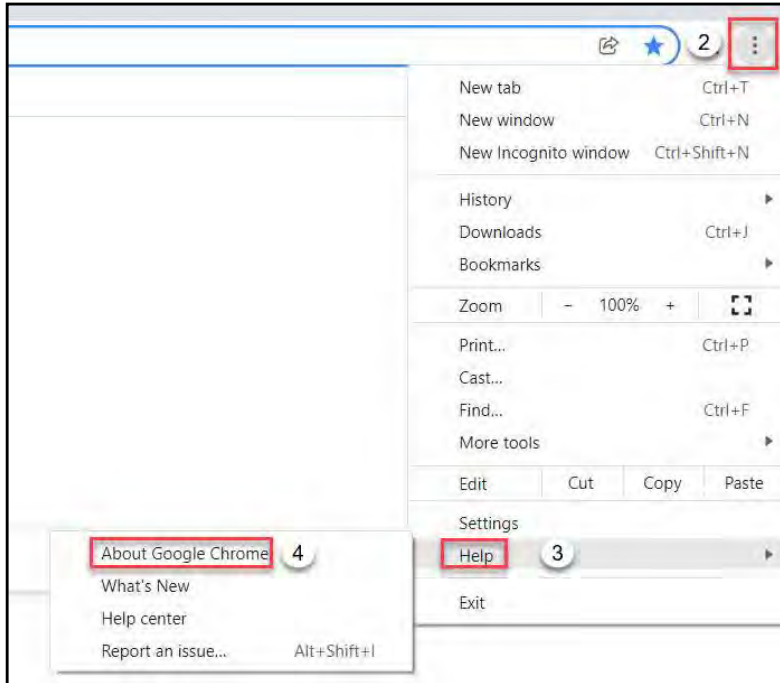 2
New tab Ctrl+T
New window Ctrl+N
New Incognito window Ctrl+Shift+N
History
Downloads Ctrl+J
Bookmarks
Zoom - 100% +
Print... Ctrl+P
Cast...
Find... Ctrl+F
More tools
Edit Cut Copy Paste
Settings
Help 3
Exit
About Google Chrome 4
What's New
Help center
Report an issue... Alt+Shift+I